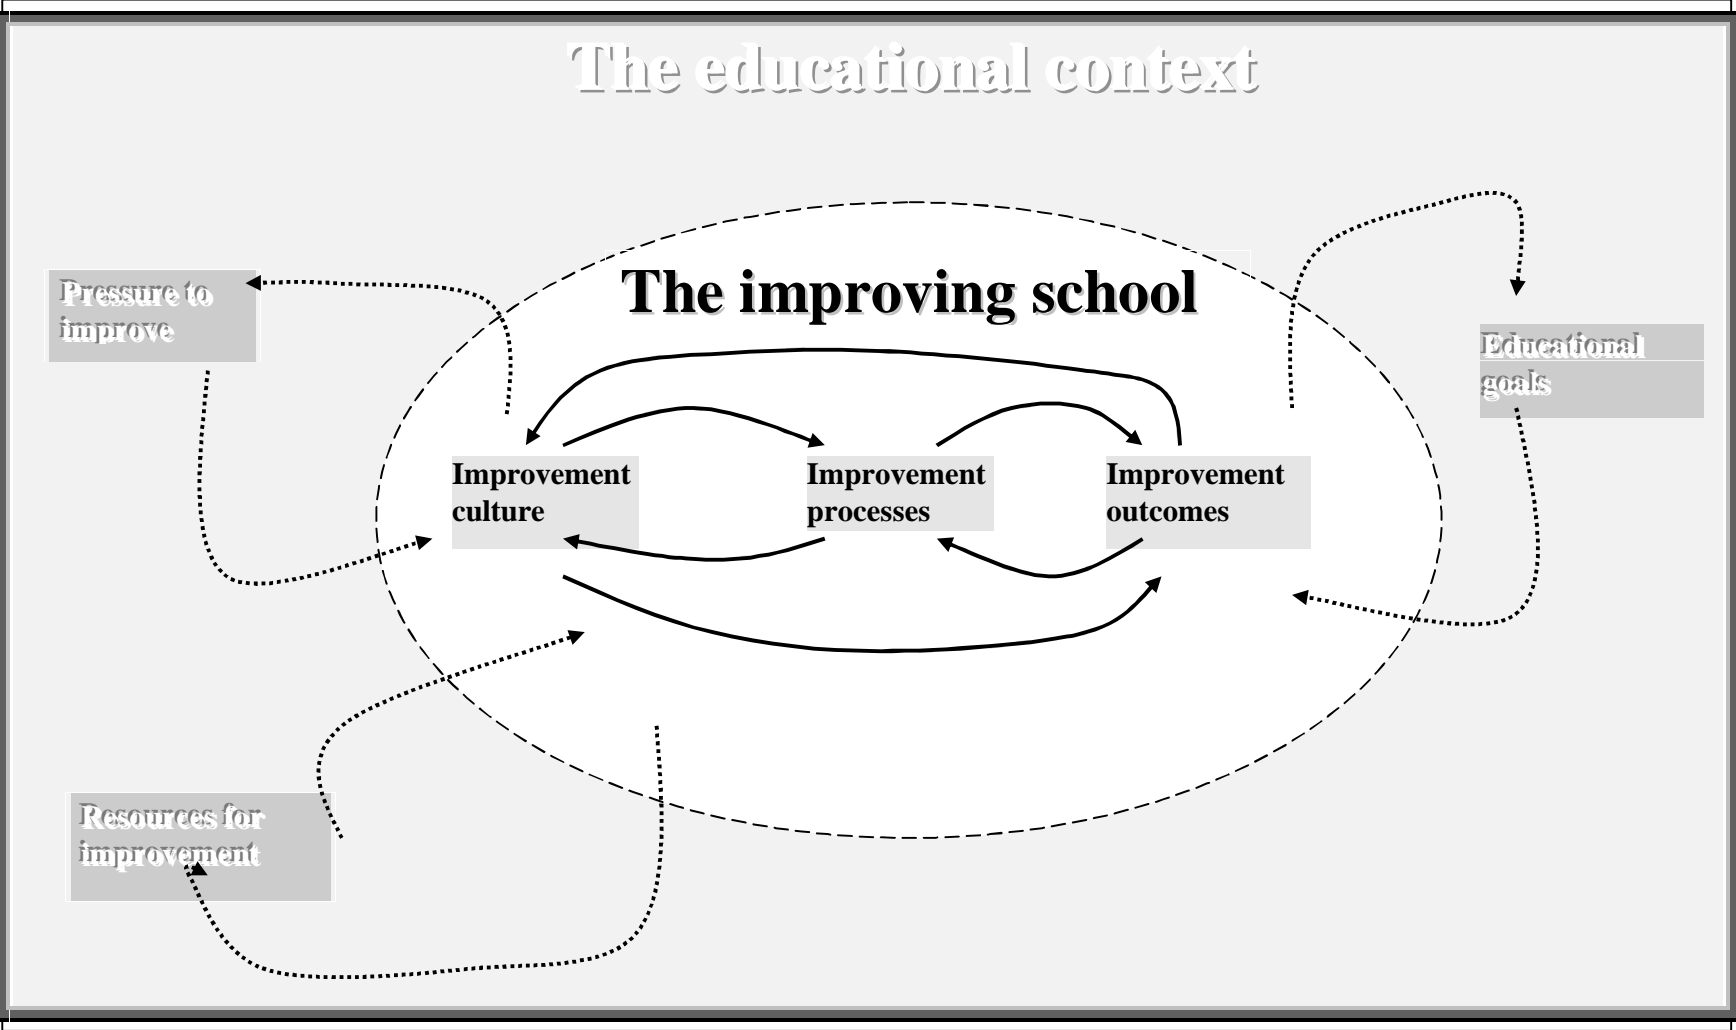 The educational context
The improving school
Pressure to
improve
Educational
goals
Improvement
culture
Improvement
processes
Improvement
outcomes
Resources for
improvement